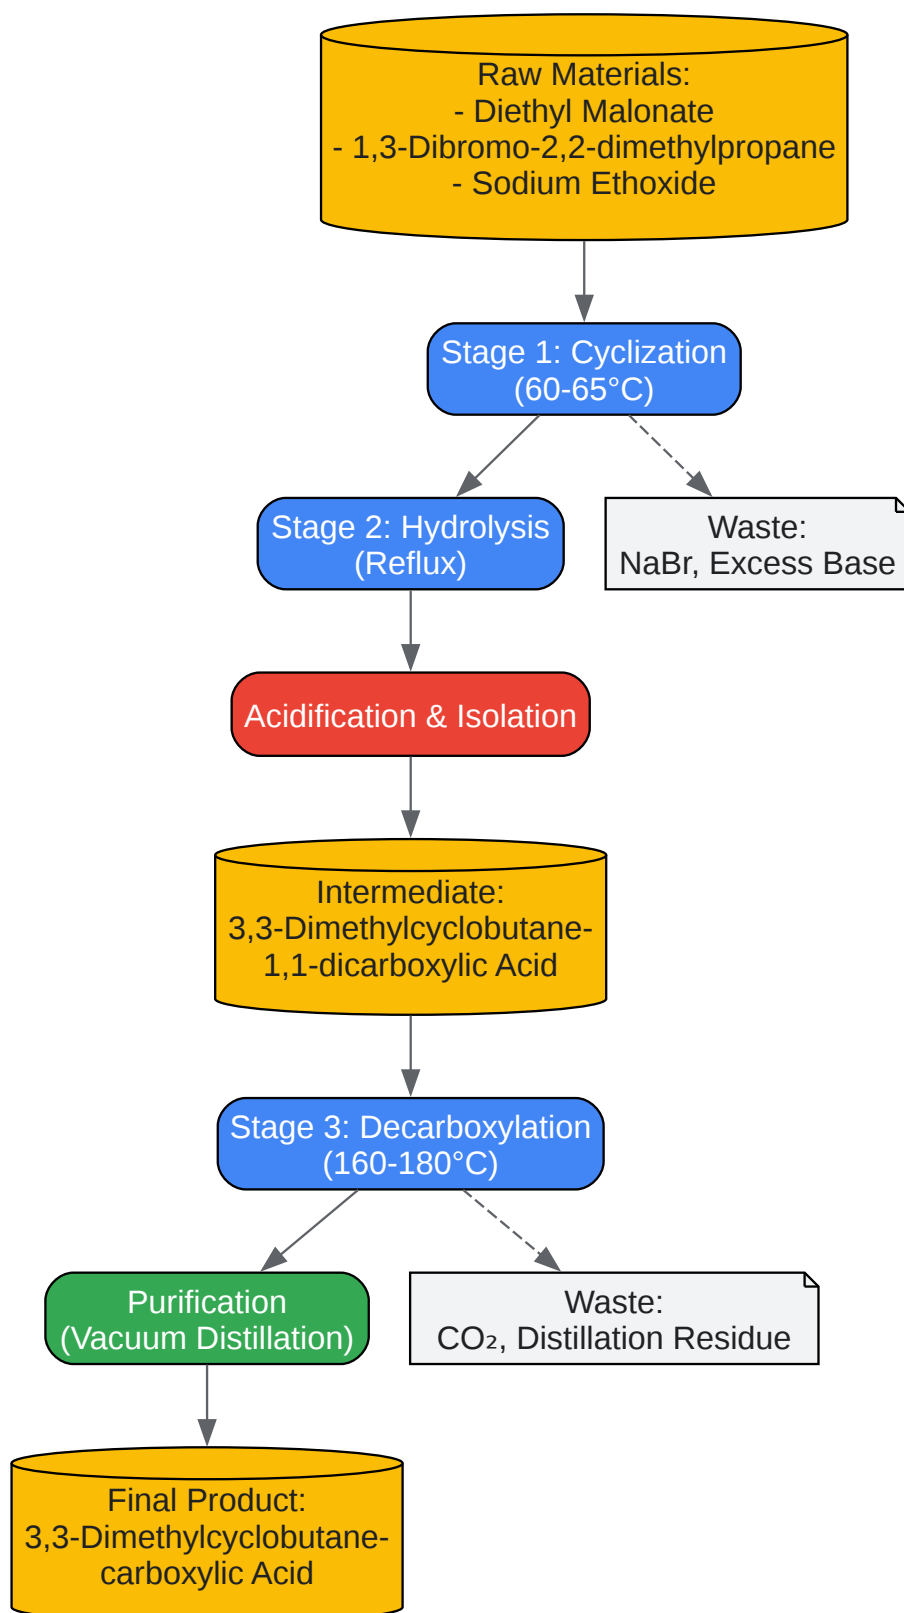 Raw Materials:
- Diethyl Malonate
- 1,3-Dibromo-2,2-dimethylpropane
- Sodium Ethoxide
Stage 1: Cyclization
(60-65°C)
Stage 2: Hydrolysis
(Reflux)
Waste:
NaBr, Excess Base
Acidification & Isolation
Intermediate:
3,3-Dimethylcyclobutane-
1,1-dicarboxylic Acid
Stage 3: Decarboxylation
(160-180°C)
Purification
(Vacuum Distillation)
Waste:
CO₂, Distillation Residue
Final Product:
3,3-Dimethylcyclobutane-
carboxylic Acid